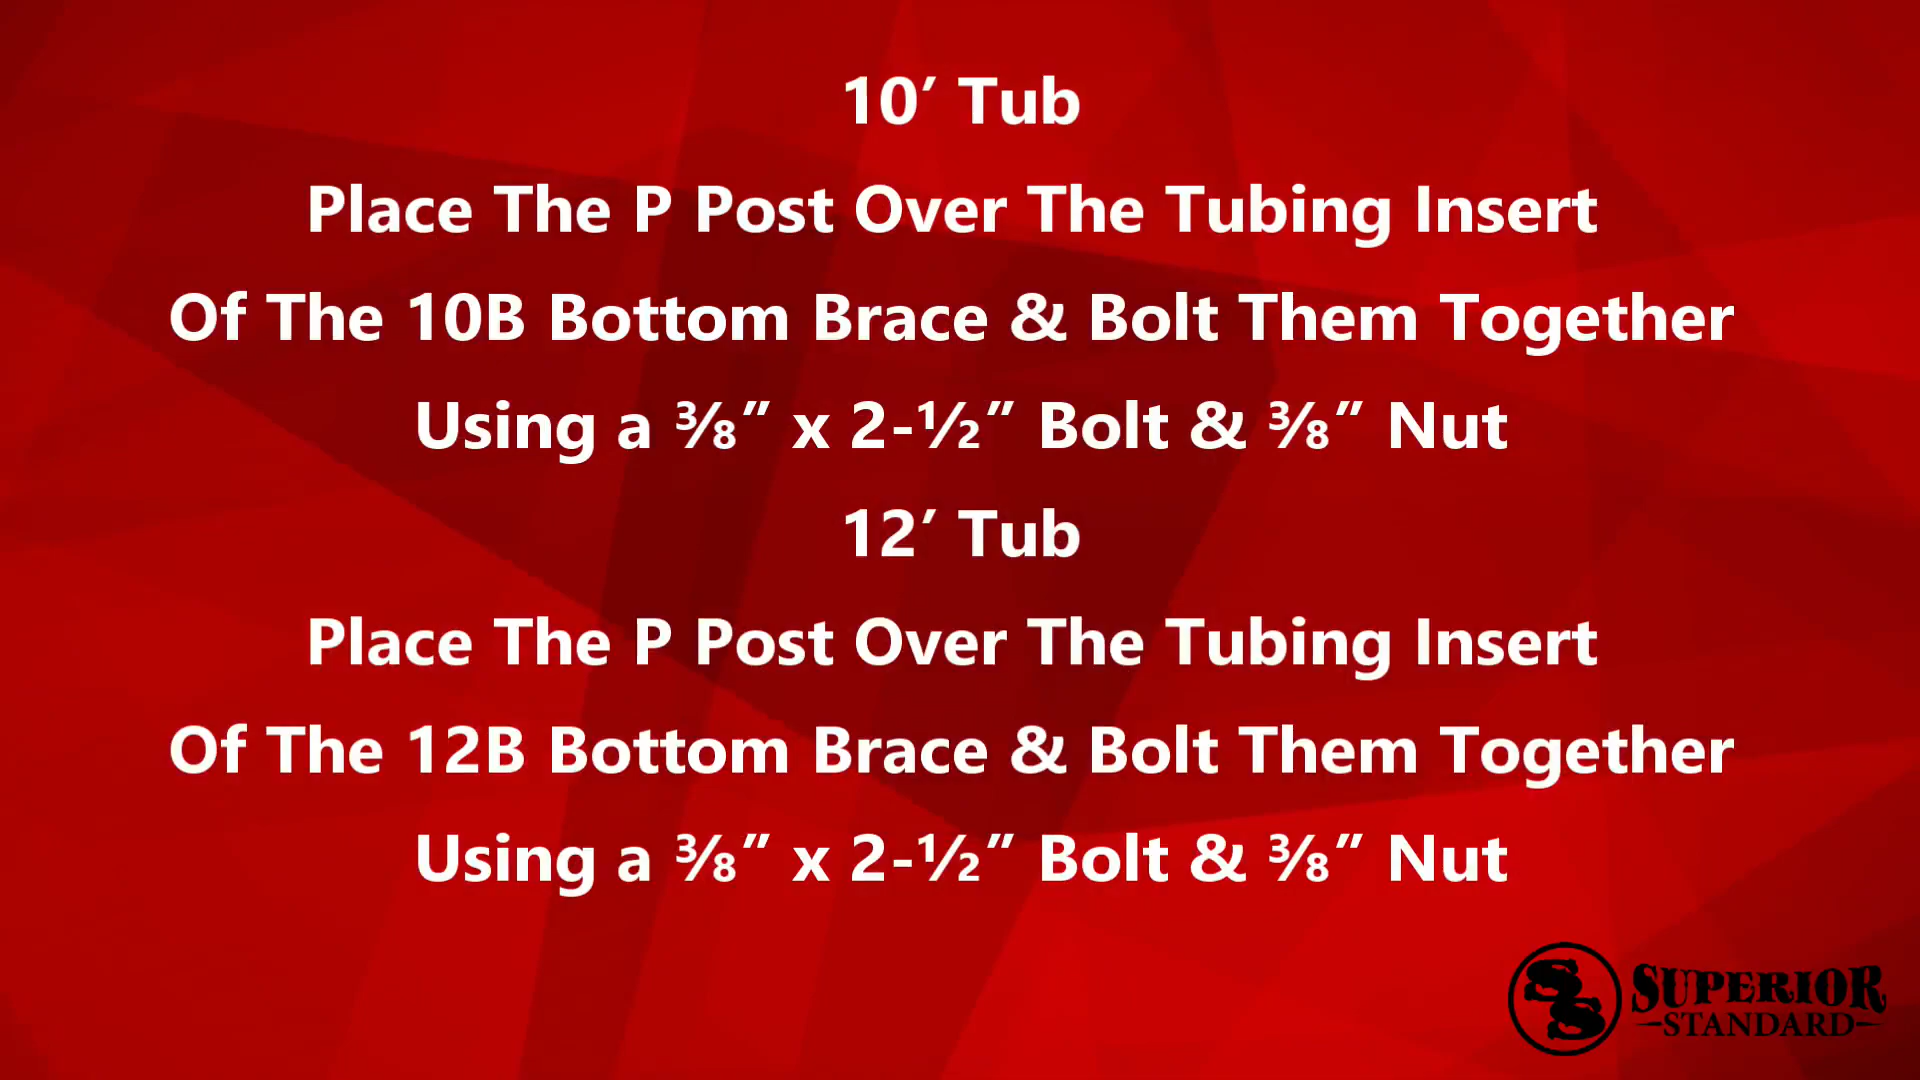 10′ Tub
Place The P Post Over The Tubing Insert
Of The 10B Bottom Brace & Bolt Them Together
Using a ⅜” x 2-½” Bolt & ⅜” Nut
12′ Tub
Place The P Post Over The Tubing Insert
Of The 12B Bottom Brace & Bolt Them Together
Using a ⅜” x 2-½” Bolt & ⅜” Nut
SS SUPERIOR
STANDARD